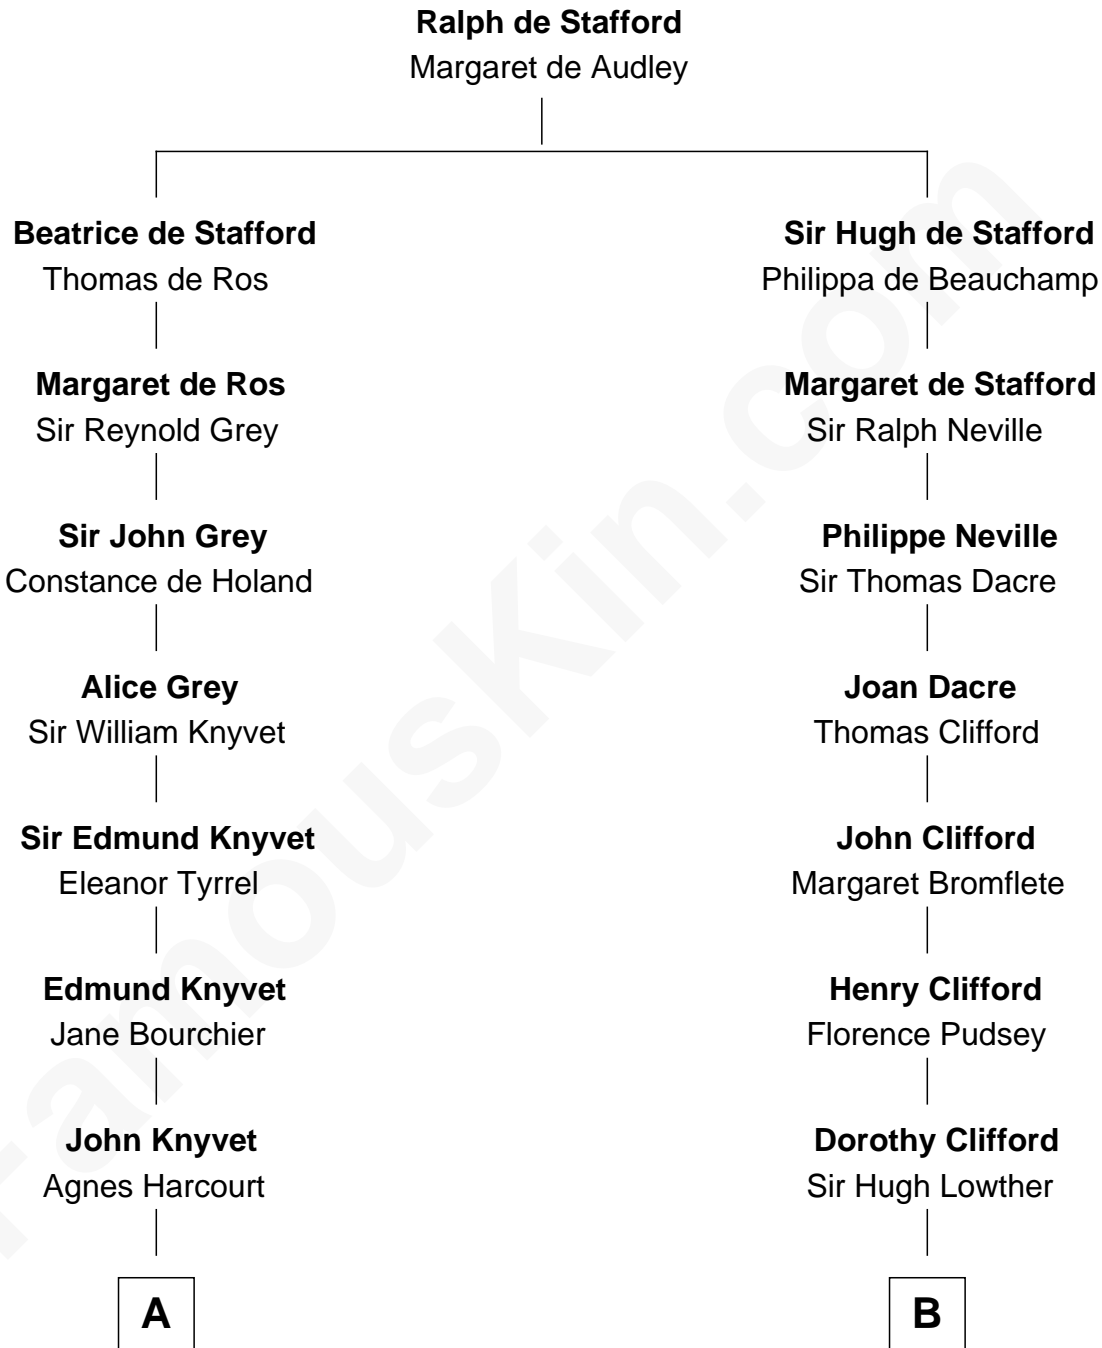 Ralph de Stafford
Margaret de Audley
Beatrice de Stafford
Thomas de Ros
Sir Hugh de Stafford
Philippa de Beauchamp
Margaret de Ros
Sir Reynold Grey
Margaret de Stafford
Sir Ralph Neville
Sir John Grey
Constance de Holand
Philippe Neville
Sir Thomas Dacre
Alice Grey
Sir William Knyvet
Joan Dacre
Thomas Clifford
Sir Edmund Knyvet
Eleanor Tyrrel
John Clifford
Margaret Bromflete
Edmund Knyvet
Jane Bourchier
Henry Clifford
Florence Pudsey
John Knyvet
Agnes Harcourt
Dorothy Clifford
Sir Hugh Lowther
A
B
FamousKin.com